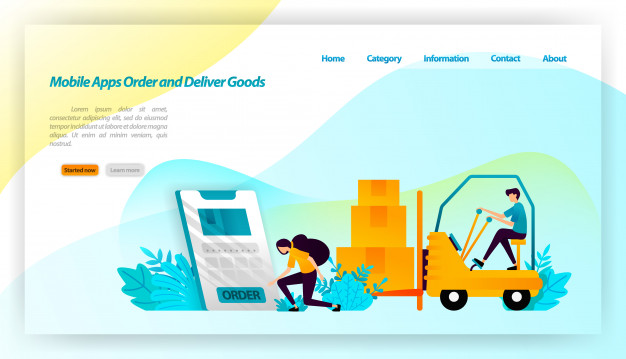 Home Category Information Contact About
Mobile Apps Order and Deliver Goods
Lorem ipsum dolor sit amet,
consectetur adipiscing elit, sed do
eiusmod tempor incididunt ut labore
et dolore magna aliqua. Ut enim ad
minim veniam, quis nostrud.
Started now Learn more
ORDER